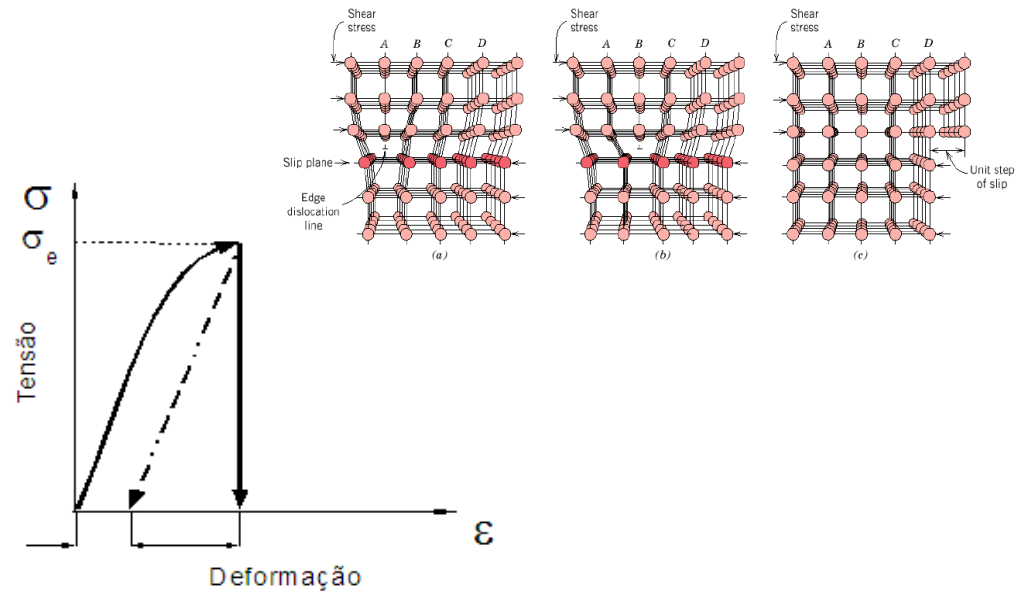 Shear
stress
A B C D
Slip plane
Edge
dislocation
line
(a)
Shear
stress
A B C D
(b)
Shear
stress
A B C D
Unit step
of slip
(c)
σ
σe
Tensão
ε
Deformação